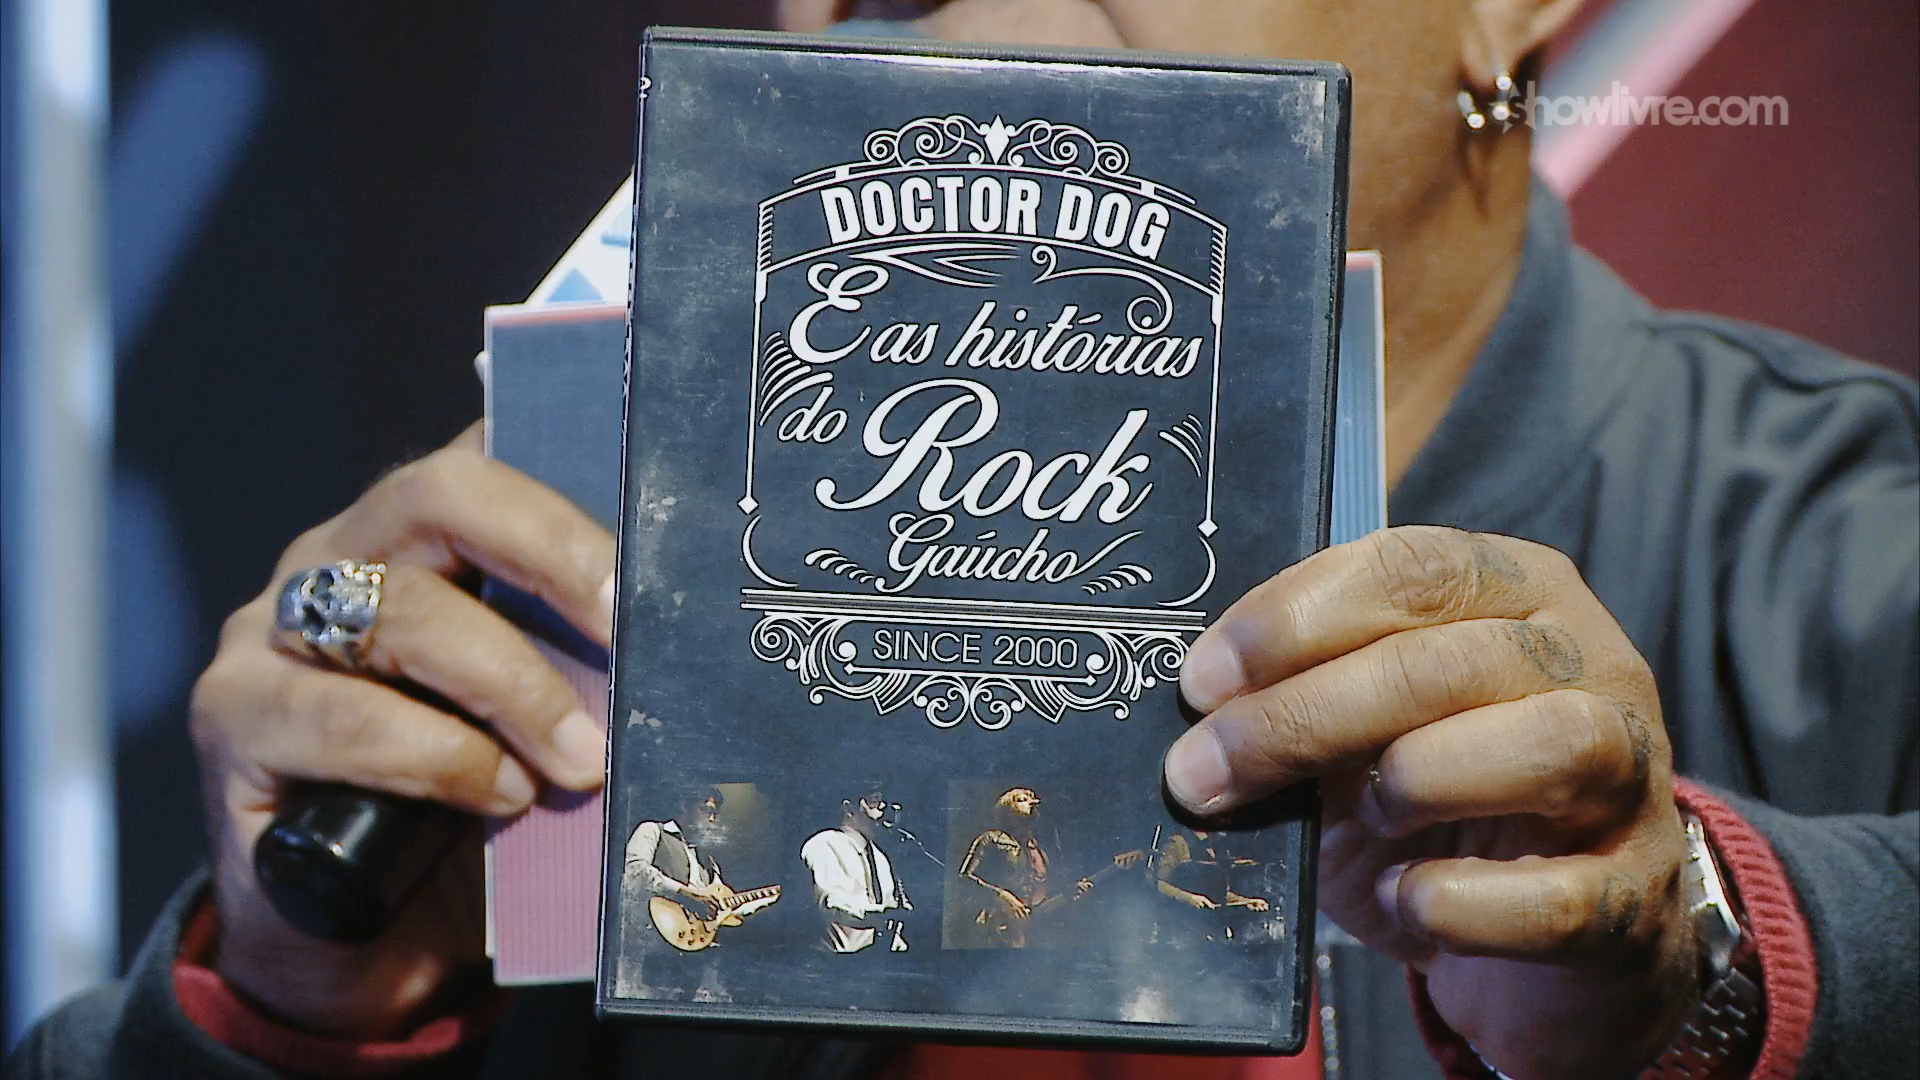 showlivre.com
DOCTOR DOG
E as histórias
do Rock
Gaúcho
SINCE 2000